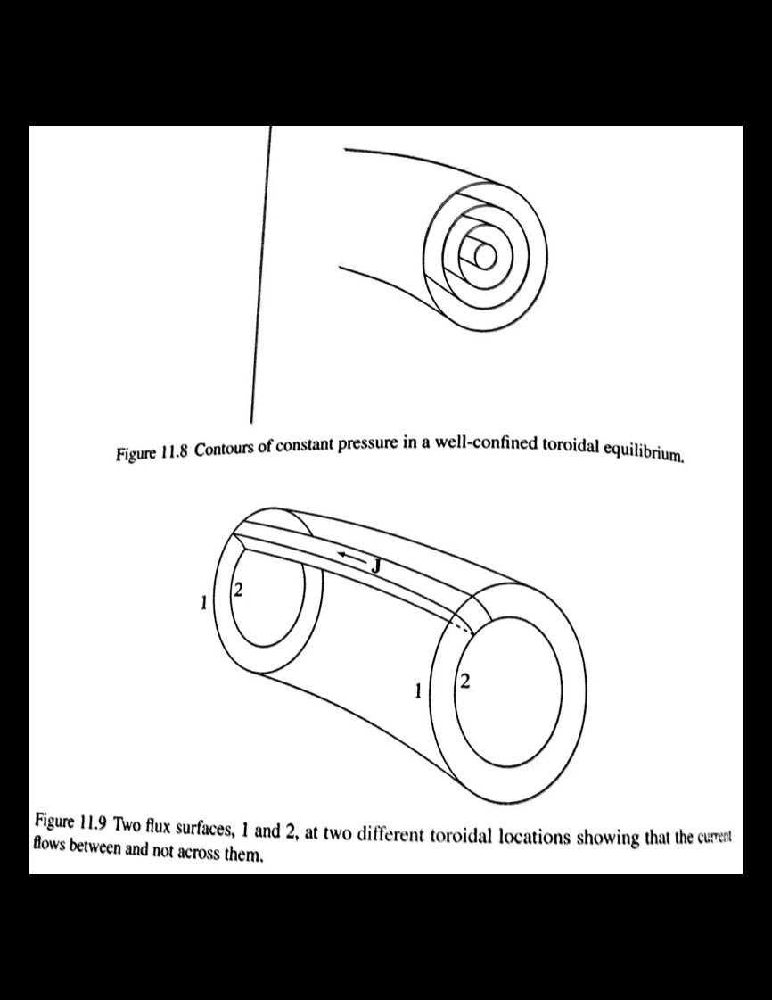 Figure 11.8 Contours of constant pressure in a well-confined toroidal equilibrium.
J
1
2
1
2
Figure 11.9 Two flux surfaces, 1 and 2, at two different toroidal locations showing that the current
flows between and not across them.